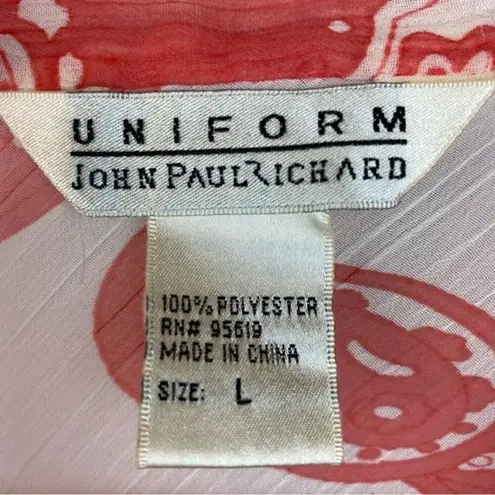 UNIFORM
JOHN PAUL RICHARD
100% POLYESTER
RN# 95619
MADE IN CHINA
SIZE: L